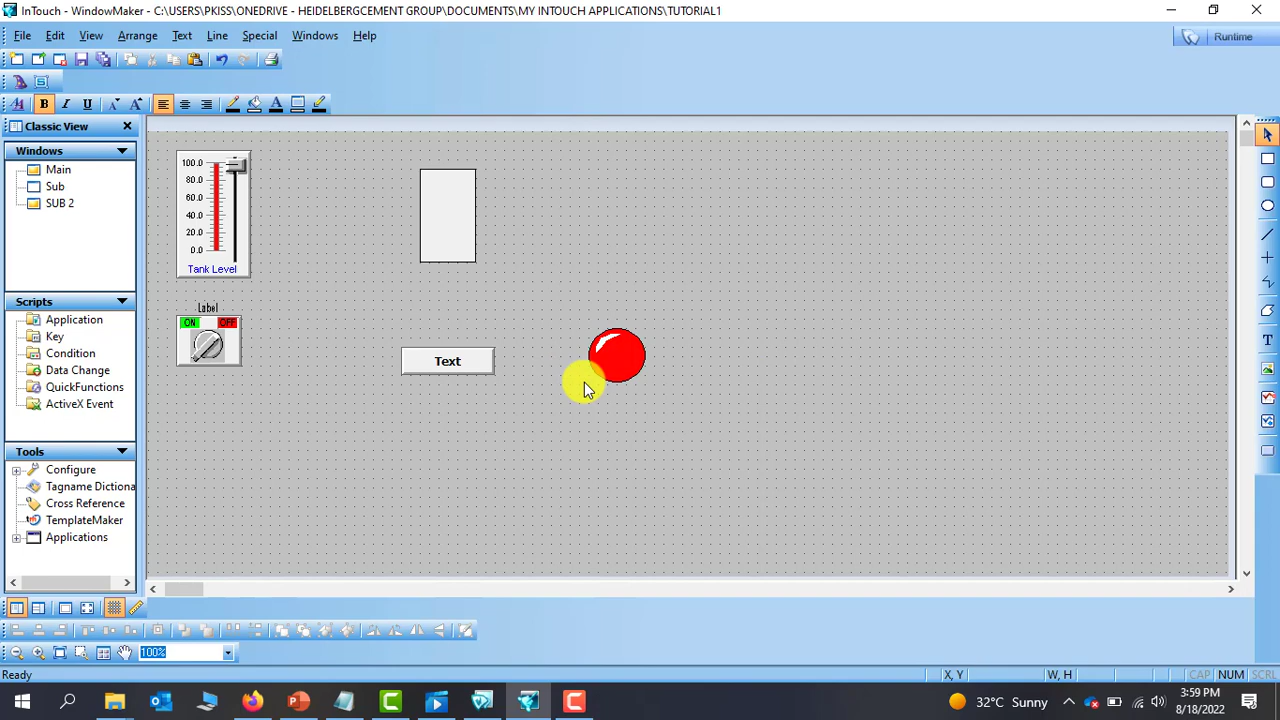 InTouch - WindowMaker - C:\USERS\PKISS\ONEDRIVE - HEIDELBERGCEMENT GROUP\DOCUMENTS\MY INTOUCH APPLICATIONS\TUTORIAL1
File Edit View Arrange Text Line Special Windows Help
Runtime
Classic View
Windows
Main
Sub
SUB 2
Scripts
Application
Key
Condition
Data Change
QuickFunctions
ActiveX Event
Tools
Configure
Tagname Dictiona
Cross Reference
TemplateMaker
Applications
100.0
80.0
60.0
40.0
20.0
0.0
Tank Level
Label
ON OFF
Text
100%
Ready
X, Y W, H CAP NUM SCRL
32°C Sunny
3:59 PM
8/18/2022